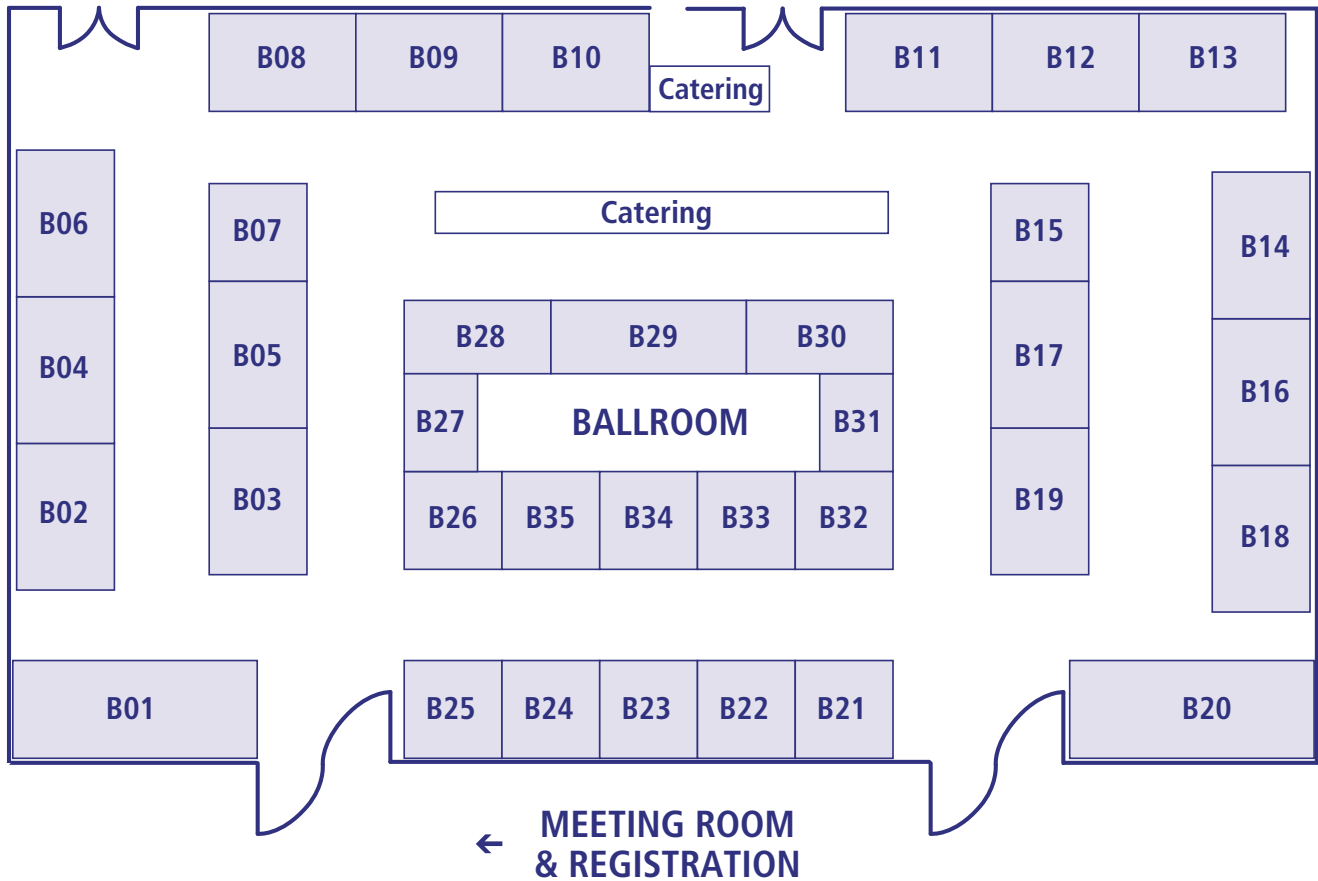 B08 B09 B10 B11 B12 B13
Catering
B06 B07 Catering B15 B14
B04 B05 B28 B29 B30 B17 B16
B27 BALLROOM B31
B02 B03 B26 B35 B34 B33 B32 B19 B18
B01 B25 B24 B23 B22 B21 B20
← MEETING ROOM
& REGISTRATION